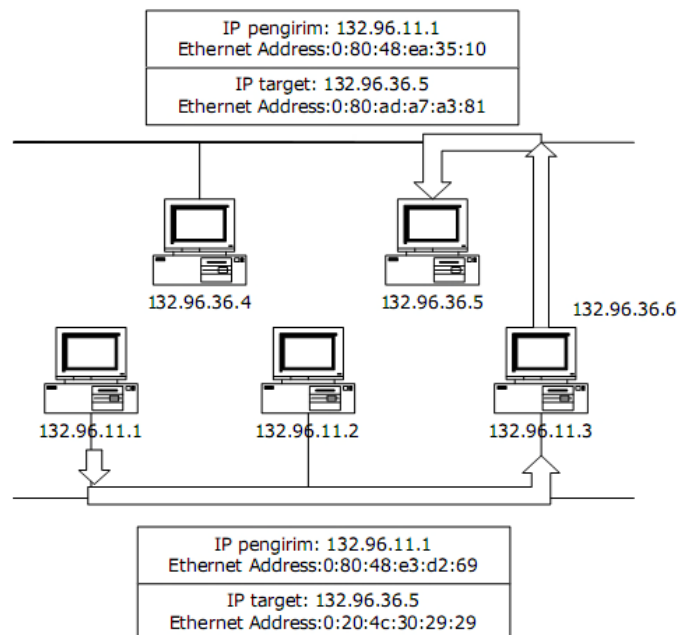 IP pengirim: 132.96.11.1
Ethernet Address:0:80:48:ea:35:10
IP target: 132.96.36.5
Ethernet Address:0:80:ad:a7:a3:81
132.96.36.4
132.96.36.5
132.96.36.6
132.96.11.1
132.96.11.2
132.96.11.3
IP pengirim: 132.96.11.1
Ethernet Address:0:80:48:e3:d2:69
IP target: 132.96.36.5
Ethernet Address:0:20:4c:30:29:29